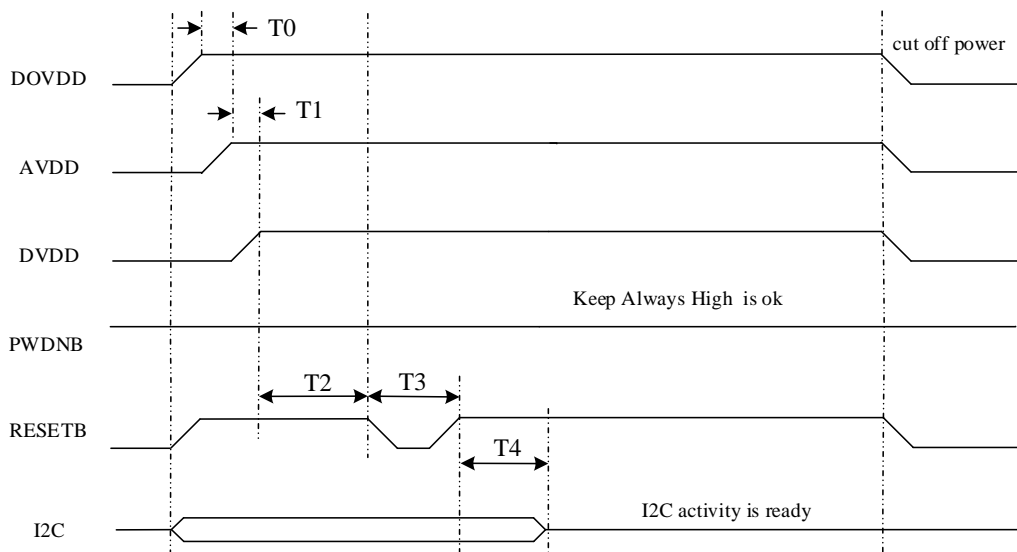 T0
cut off power
DOVDD
T1
AVDD
DVDD
Keep Always High is ok
PWDNB
T2
T3
RESETB
T4
I2C activity is ready
I2C